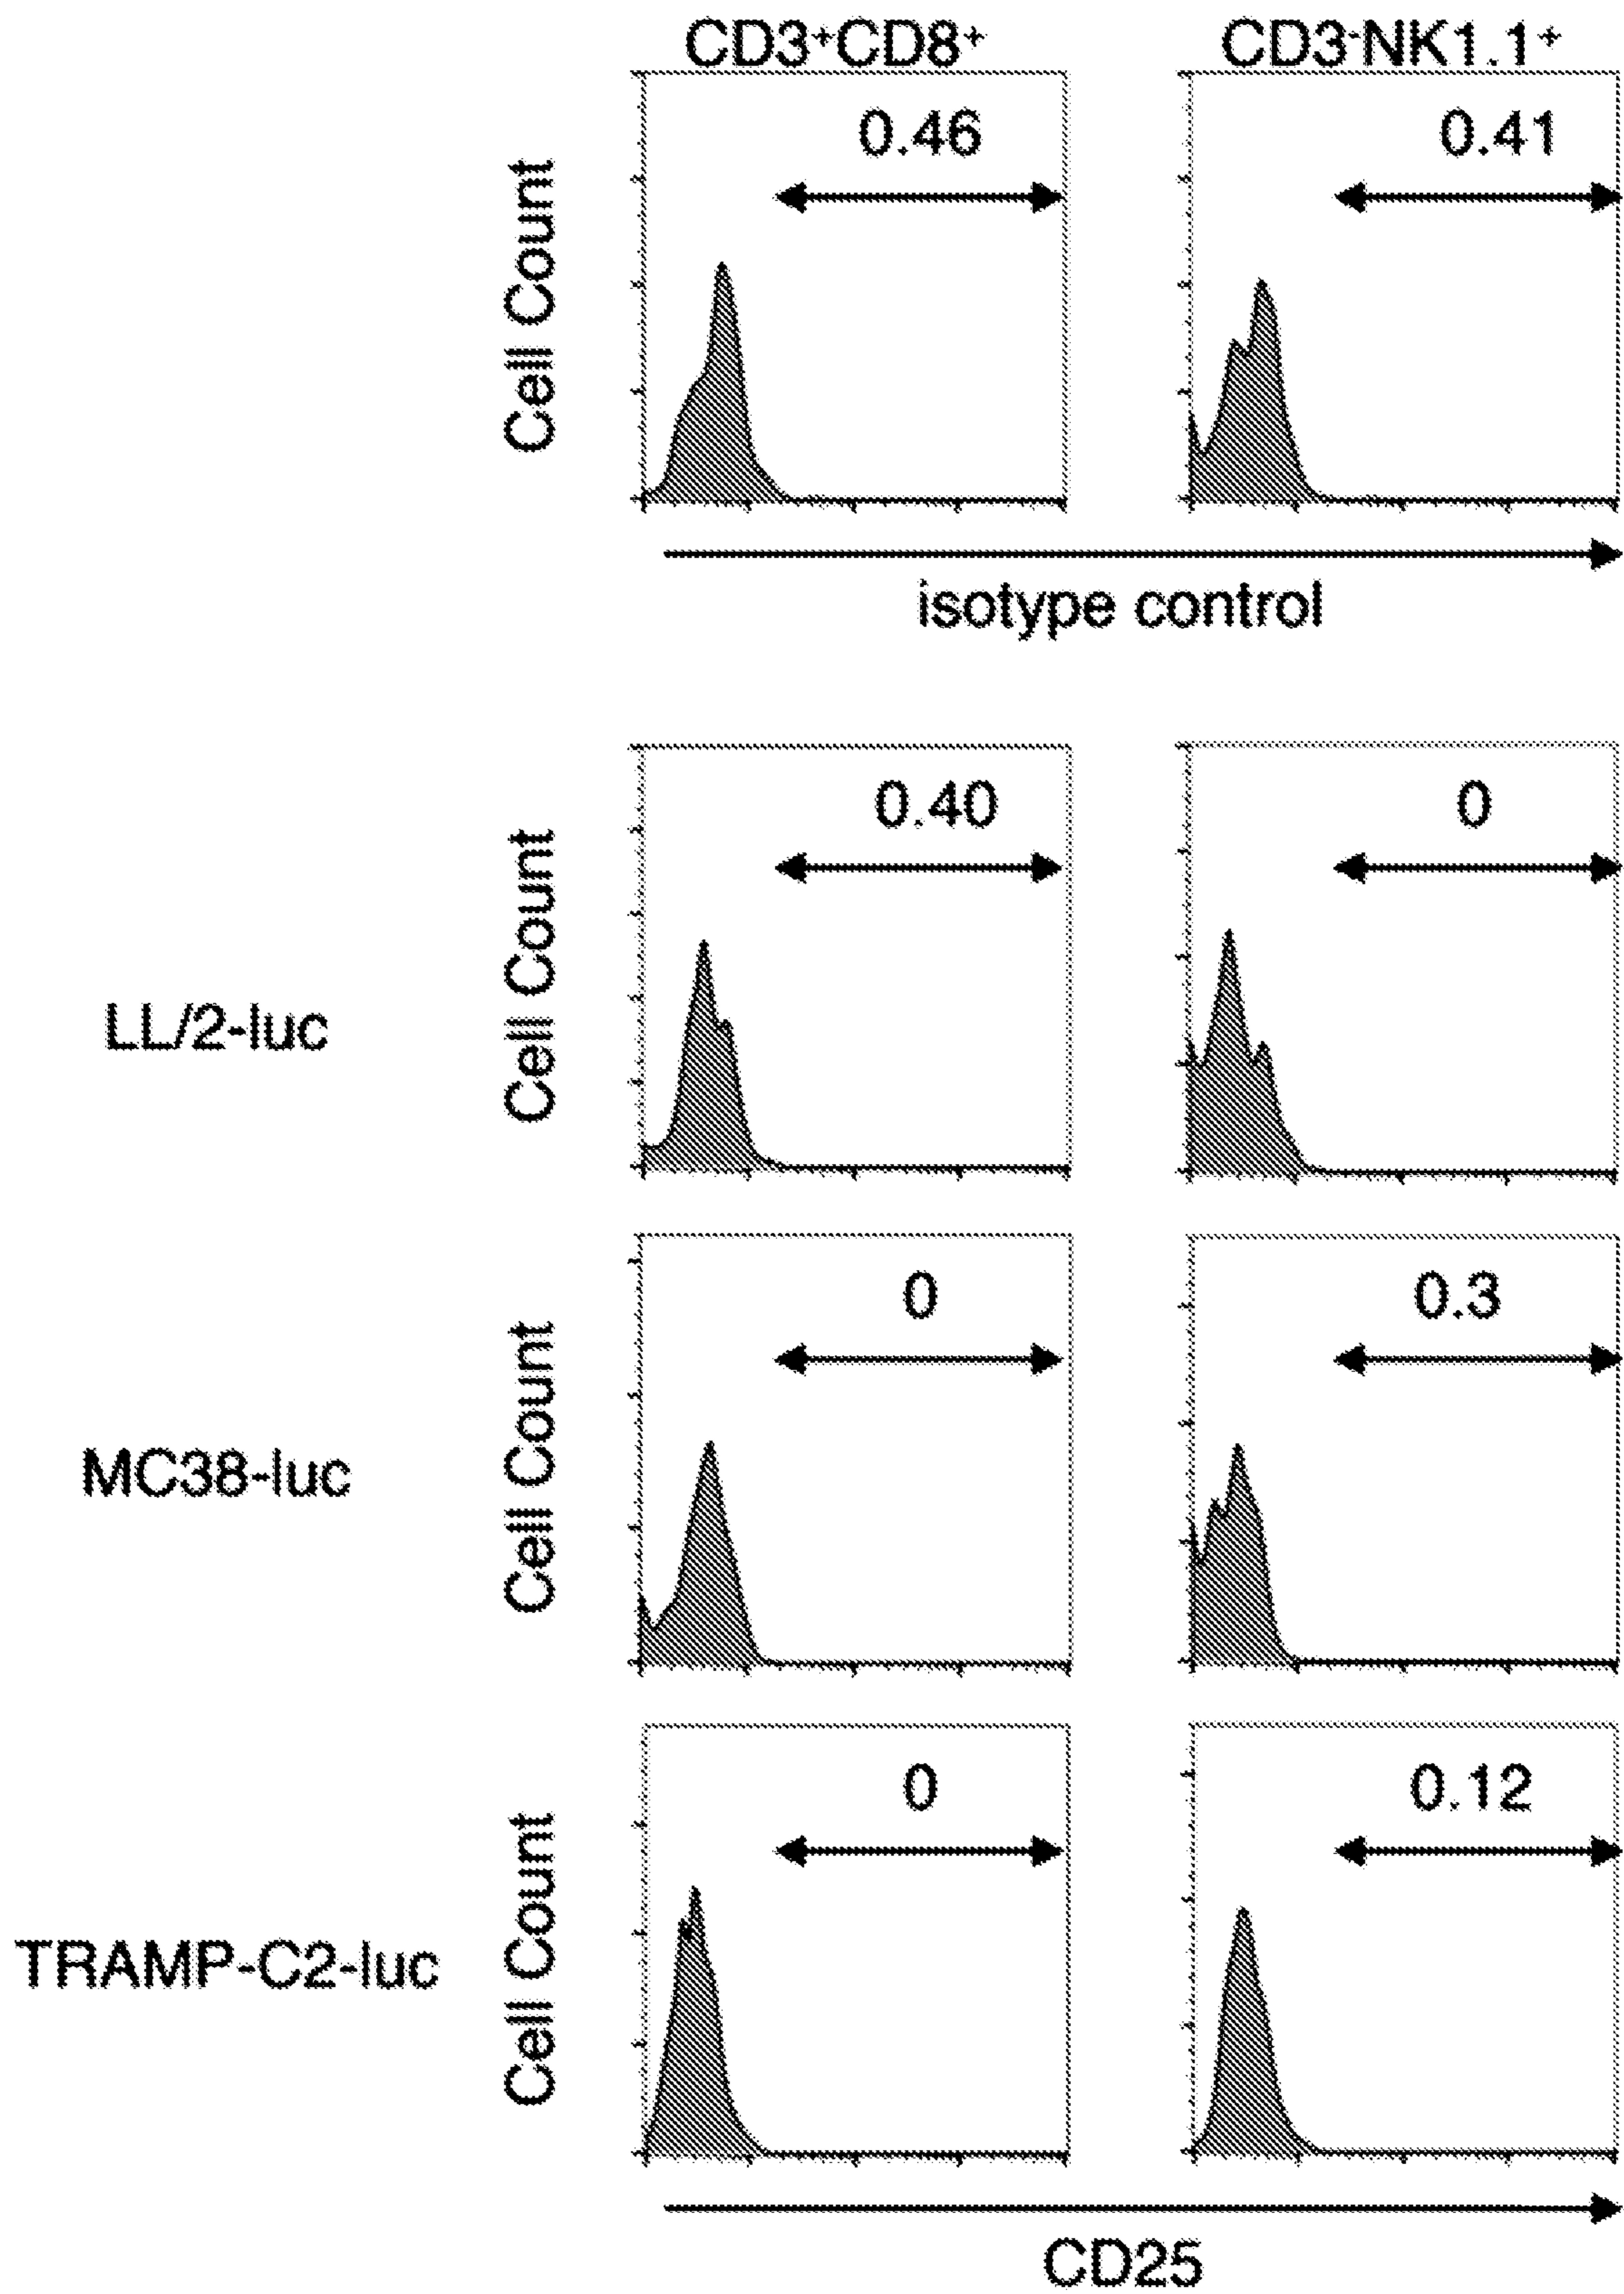 CD3⁺CD8⁺ CD3⁻NK1.1⁺
Cell Count 0.46 0.41
isotype control
LL/2-luc Cell Count 0.40 0
MC38-luc Cell Count 0 0.3
TRAMP-C2-luc Cell Count 0 0.12
CD25